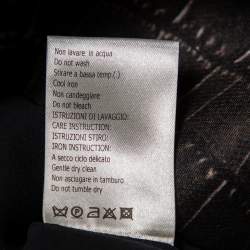 Non lavare: in acqua
Do not wash
Stirare a bassa temp.( )
Cool iron
Non candeggiare
Do not bleach
ISTRUZIONI DI LAVAGGIO:
CARE INSTRUCTION:
ISTRUZIONI STIRO:
IRON INSTRUCTION:
A secco ciclo delicato
Gentle dry clean
Non asciugare in tamburo
Do not tumble dry